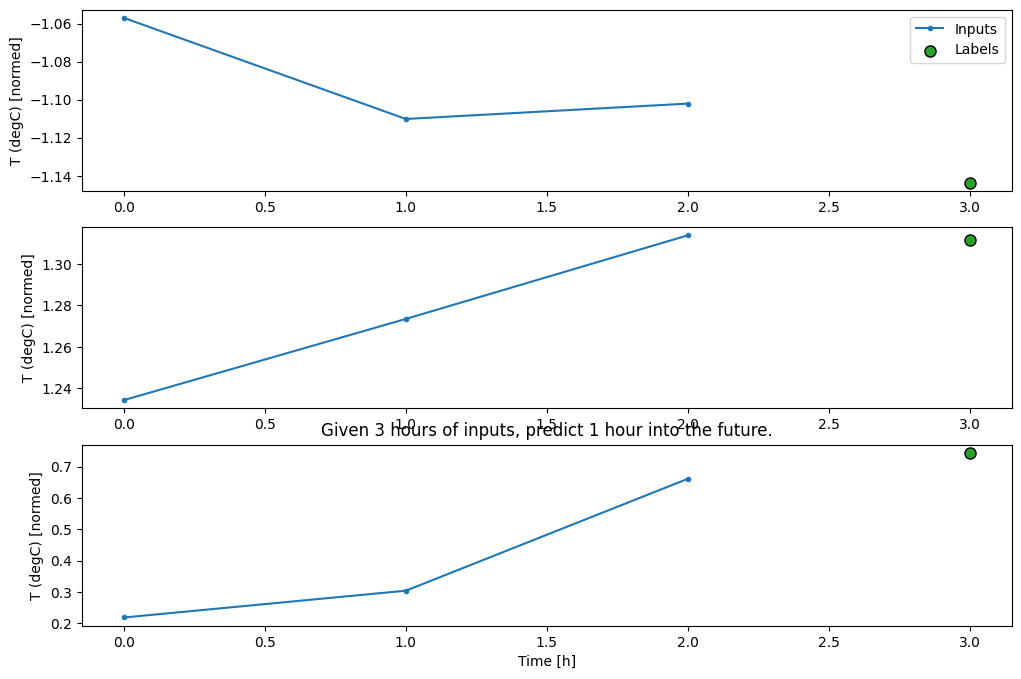 −1.06
−1.08
−1.10
−1.12
−1.14
T (degC) [normed]
Inputs
Labels
0.0 0.5 1.0 1.5 2.0 2.5 3.0
1.30
1.28
1.26
1.24
T (degC) [normed]
0.0 0.5 1.0 1.5 2.0 2.5 3.0
Given 3 hours of inputs, predict 1 hour into the future.
0.7
0.6
0.5
0.4
0.3
0.2
T (degC) [normed]
0.0 0.5 1.0 1.5 2.0 2.5 3.0
Time [h]